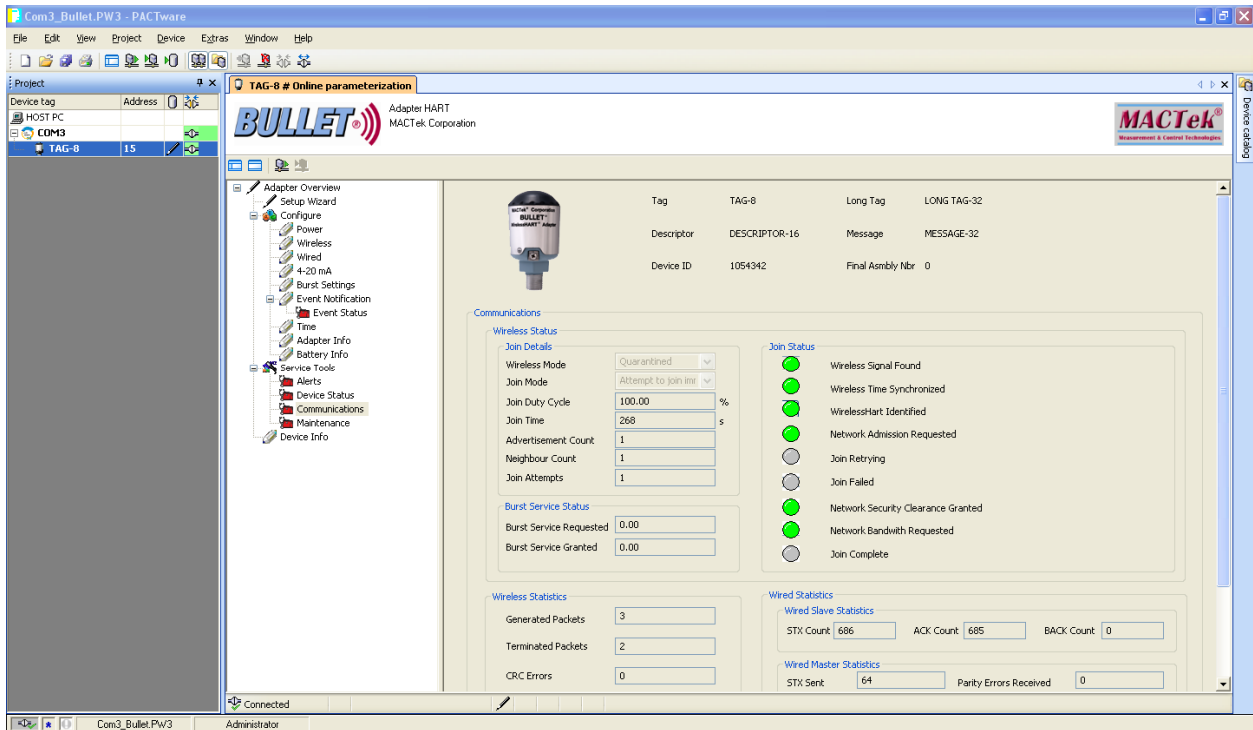 Com3_Bullet.PW3 - PACTware
File Edit View Project Device Extras Window Help
Project
TAG-8 # Online parameterization
Device tag Address
HOST PC
COM3
TAG-8 15
BULLET®
Adapter HART
MACTek Corporation
MACTek®
Measurement & Control Technologies
Device catalog
Adapter Overview
Setup Wizard
Configure
Power
Wireless
Wired
4-20 mA
Burst Settings
Event Notification
Event Status
Time
Adapter Info
Battery Info
Service Tools
Alerts
Device Status
Communications
Maintenance
Device Info
MACTek Corporation
BULLET
WirelessHART Adapter
Tag TAG-8 Long Tag LONG TAG-32
Descriptor DESCRIPTOR-16 Message MESSAGE-32
Device ID 1054342 Final Asmbly Nbr 0
Communications
Wireless Status
Join Details
Wireless Mode Quarantined
Join Mode Attempt to join imr
Join Duty Cycle 100.00 %
Join Time 268 s
Advertisement Count 1
Neighbour Count 1
Join Attempts 1
Burst Service Status
Burst Service Requested 0.00
Burst Service Granted 0.00
Join Status
Wireless Signal Found
Wireless Time Synchronized
WirelessHart Identified
Network Admission Requested
Join Retrying
Join Failed
Network Security Clearance Granted
Network Bandwith Requested
Join Complete
Wireless Statistics
Generated Packets 3
Terminated Packets 2
CRC Errors 0
Wired Statistics
Wired Slave Statistics
STX Count 686 ACK Count 685 BACK Count 0
Wired Master Statistics
STX Sent 64 Parity Errors Received 0
Connected
Com3_Bullet.PW3 Administrator